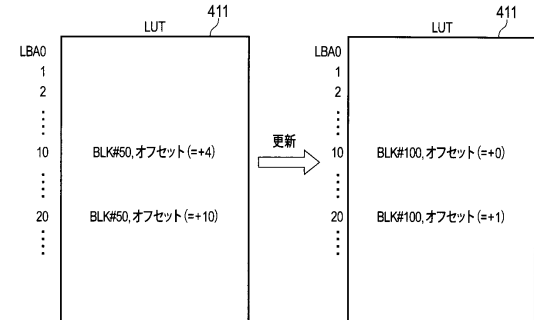 411
LUT
LBA0
1
2
10 BLK#50,オフセット(=+4)
20 BLK#50,オフセット(=+10)
更新
411
LUT
LBA0
1
2
10 BLK#100,オフセット(=+0)
20 BLK#100,オフセット(=+1)